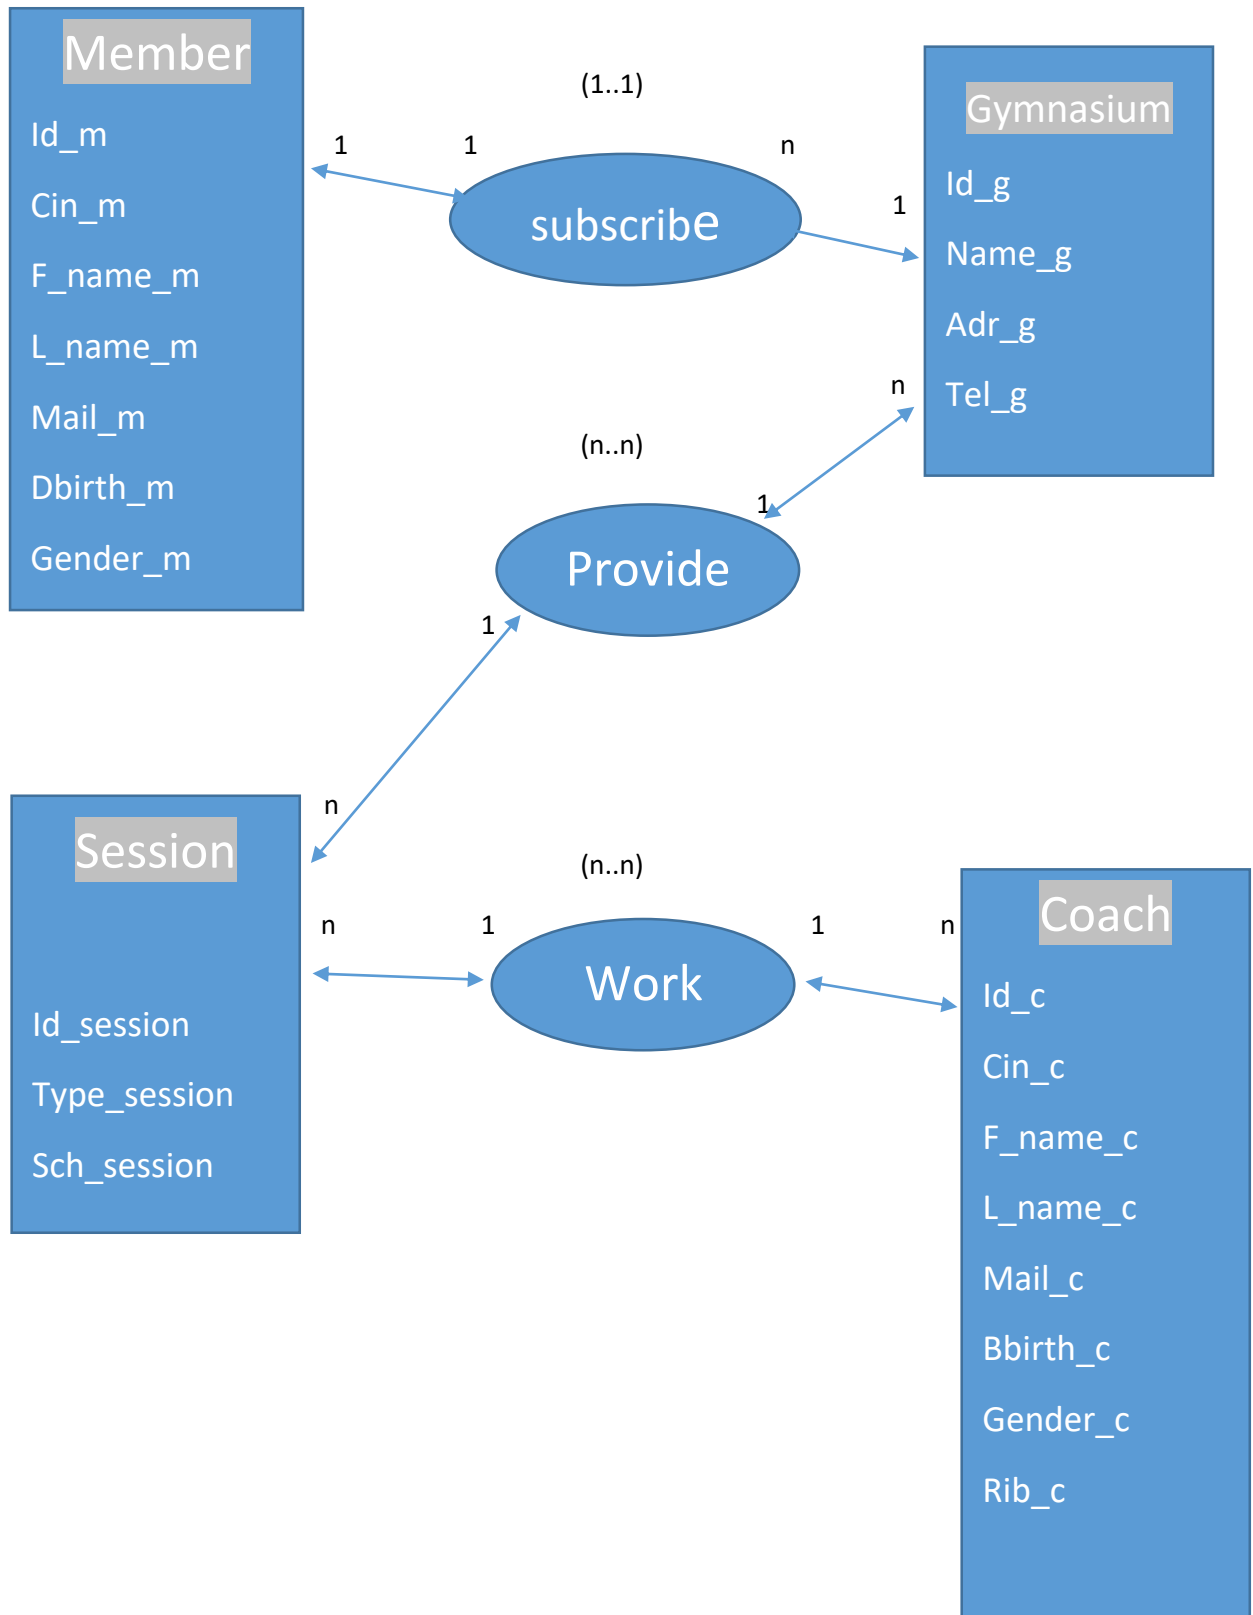 Member
Id_m
Cin_m
F_name_m
L_name_m
Mail_m
Dbirth_m
Gender_m
(1..1)
1
1
n
1
subscribe
Gymnasium
Id_g
Name_g
Adr_g
Tel_g
n
(n..n)
1
Provide
1
n
Session
Id_session
Type_session
Sch_session
(n..n)
n
1
1
n
Work
Coach
Id_c
Cin_c
F_name_c
L_name_c
Mail_c
Bbirth_c
Gender_c
Rib_c